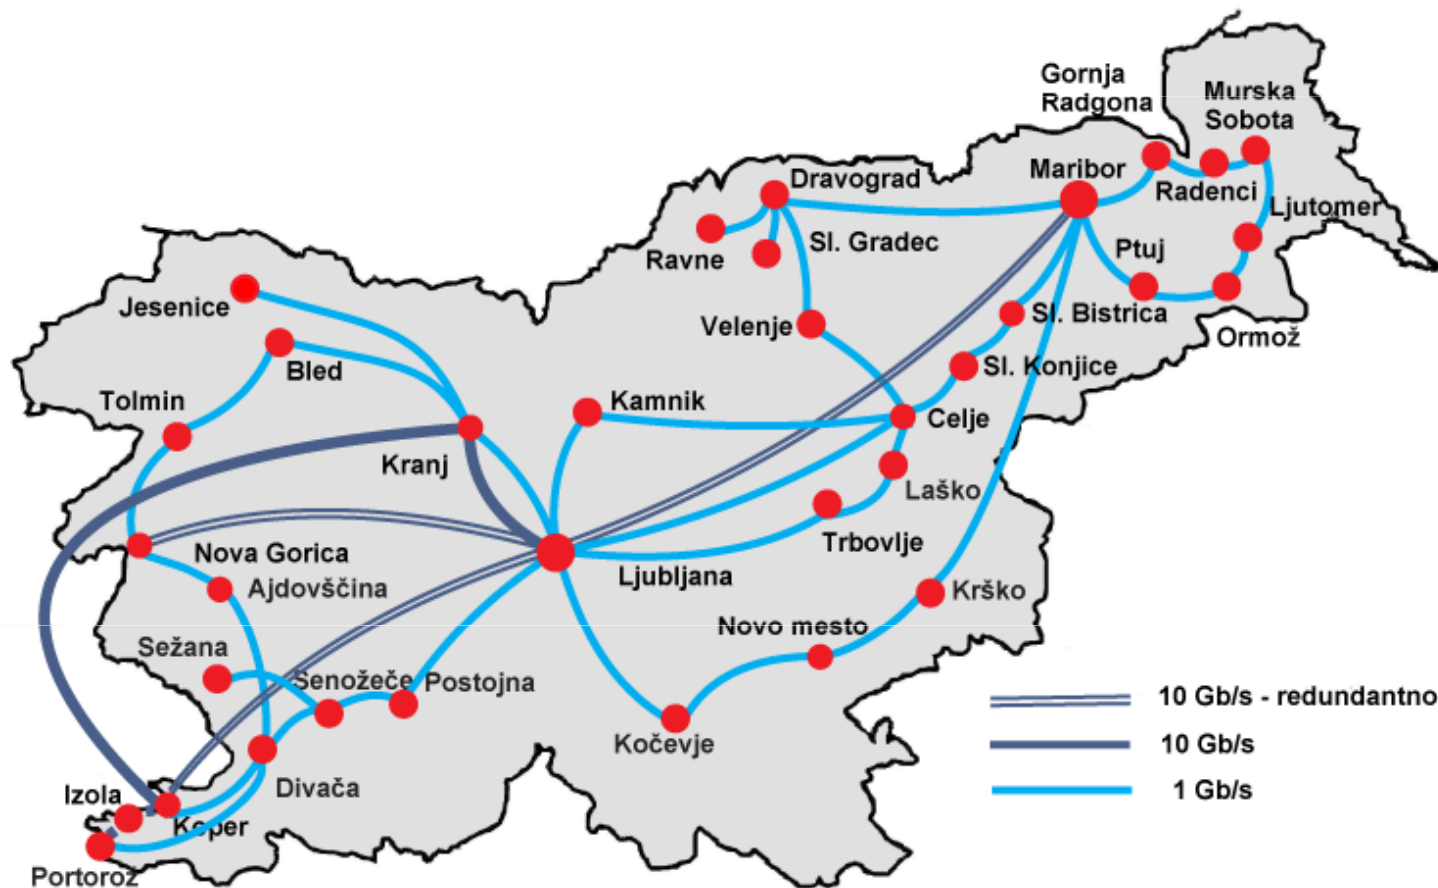 Gornja
Radgona
Murska
Sobota
Maribor
Dravograd
Radenci
Ljutomer
Sl. Gradec
Ptuj
Ravne
Jesenice
Velenje
Sl. Bistrica
Ormož
Bled
Sl. Konjice
Tolmin
Kamnik
Celje
Kranj
Laško
Trbovlje
Nova Gorica
Ljubljana
Ajdovščina
Krško
Novo mesto
Sežana
Senožeče
Postojna
10 Gb/s - redundantno
Kočevje
10 Gb/s
Izola
Divača
1 Gb/s
Koper
Portorož